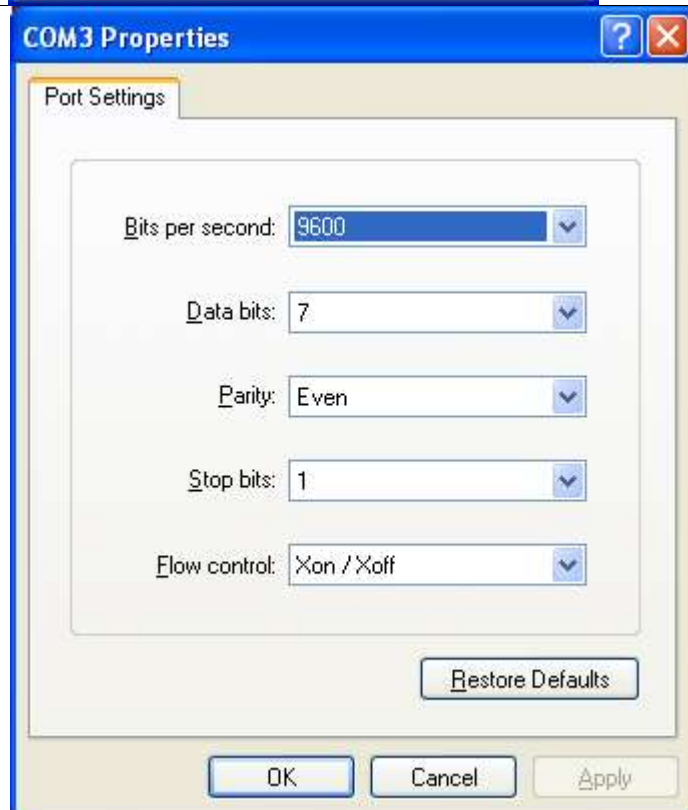 COM3 Properties
Port Settings
Bits per second: 9600
Data bits: 7
Parity: Even
Stop bits: 1
Flow control: Xon / Xoff
Restore Defaults
OK Cancel Apply